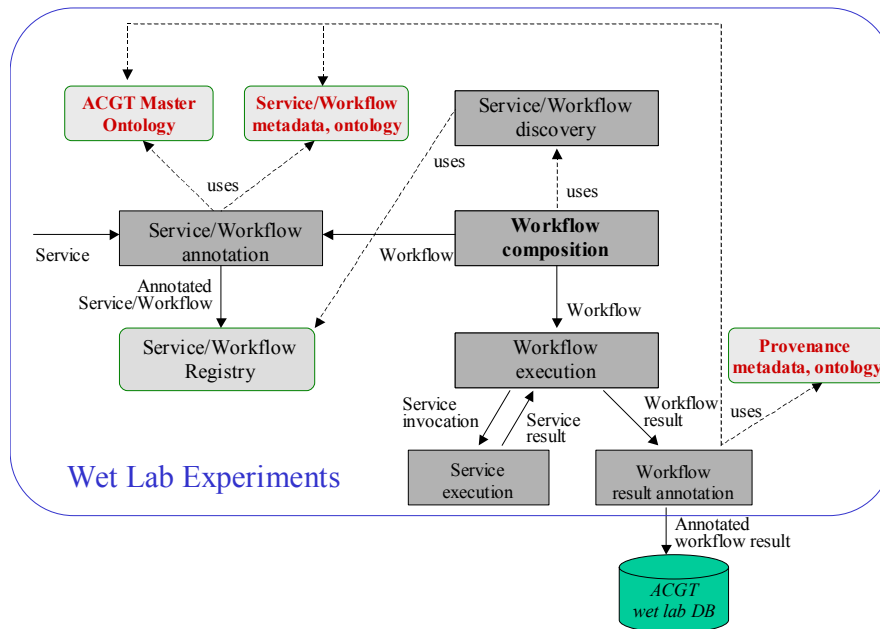 ACGT Master
Ontology
Service/Workflow
metadata, ontology
Service/Workflow
discovery
uses
uses
uses
Service
Service/Workflow
annotation
Workflow
Workflow
composition
Annotated
Service/Workflow
Workflow
Service/Workflow
Registry
Workflow
execution
Provenance
metadata, ontology
Service
invocation
Service
result
Workflow
result
uses
Wet Lab Experiments
Service
execution
Workflow
result annotation
Annotated
workflow result
ACGT
wet lab DB